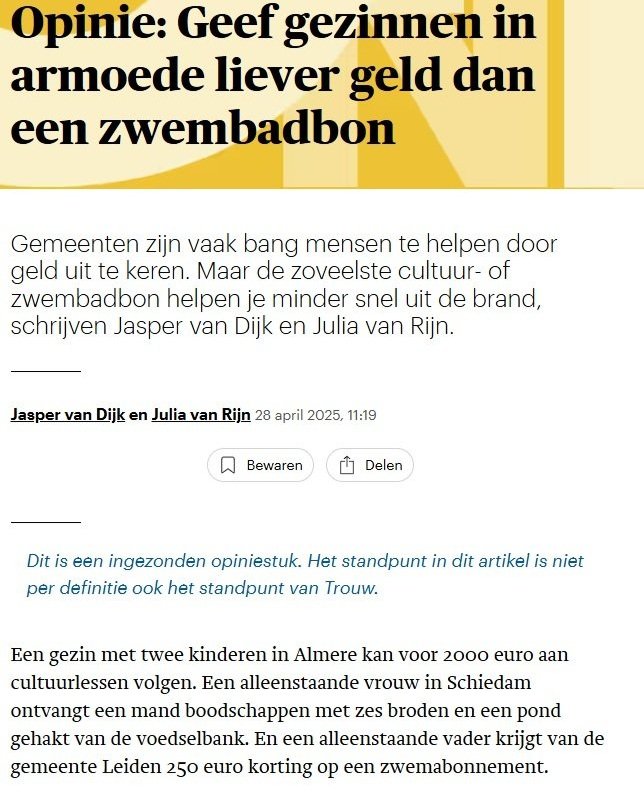 Opinie: Geef gezinnen in
armoede liever geld dan
een zwembadbon
Gemeenten zijn vaak bang mensen te helpen door
geld uit te keren. Maar de zoveelste cultuur- of
zwembadbon helpen je minder snel uit de brand,
schrijven Jasper van Dijk en Julia van Rijn.
Jasper van Dijk en Julia van Rijn 28 april 2025, 11:19
Bewaren Delen
Dit is een ingezonden opiniestuk. Het standpunt in dit artikel is niet
per definitie ook het standpunt van Trouw.
Een gezin met twee kinderen in Almere kan voor 2000 euro aan
cultuurlessen volgen. Een alleenstaande vrouw in Schiedam
ontvangt een mand boodschappen met zes broden en een pond
gehakt van de voedselbank. En een alleenstaande vader krijgt van de
gemeente Leiden 250 euro korting op een zwemabonnement.